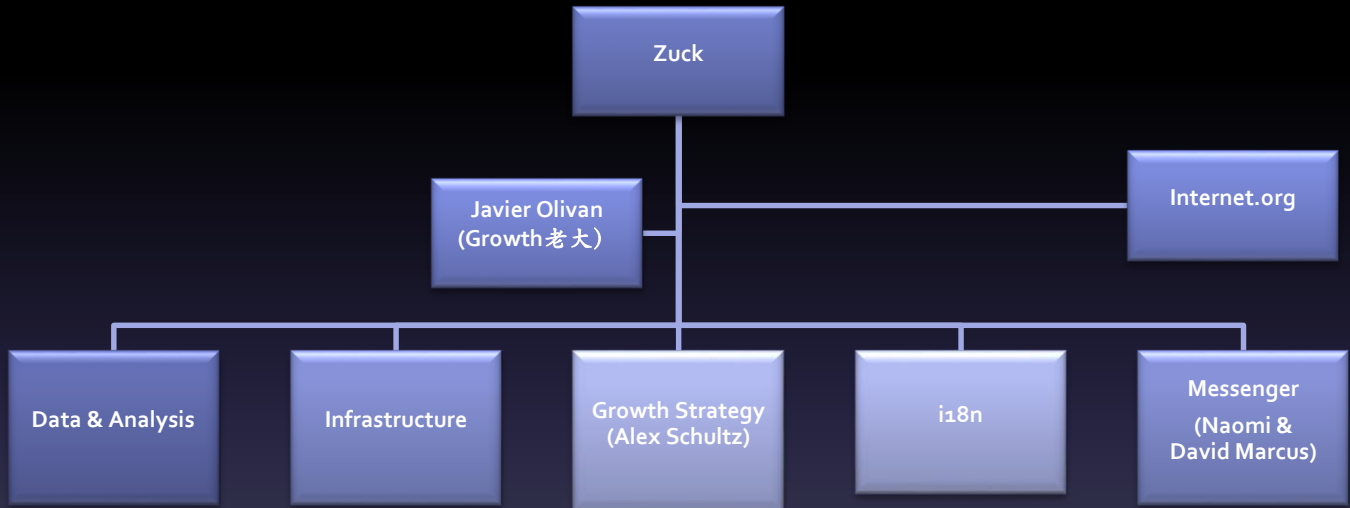 Zuck
Internet.org
Javier Olivan
(Growth老大）
Data & Analysis
Infrastructure
Growth Strategy
(Alex Schultz)
i18n
Messenger
(Naomi &
David Marcus)